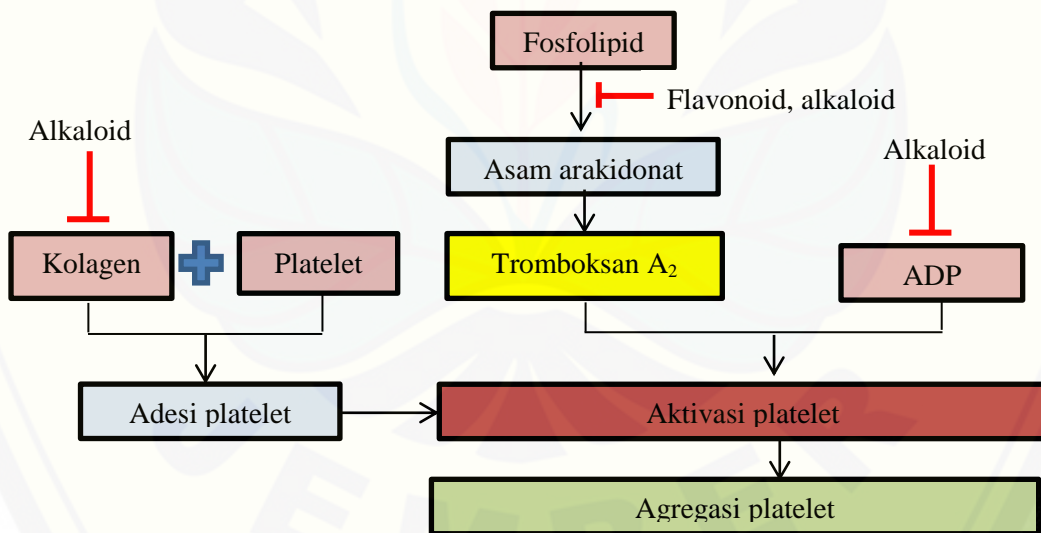 Fosfolipid
Flavonoid, alkaloid
Alkaloid
Asam arakidonat
Alkaloid
Kolagen
Platelet
Tromboksan A₂
ADP
Adesi platelet
Aktivasi platelet
Agregasi platelet